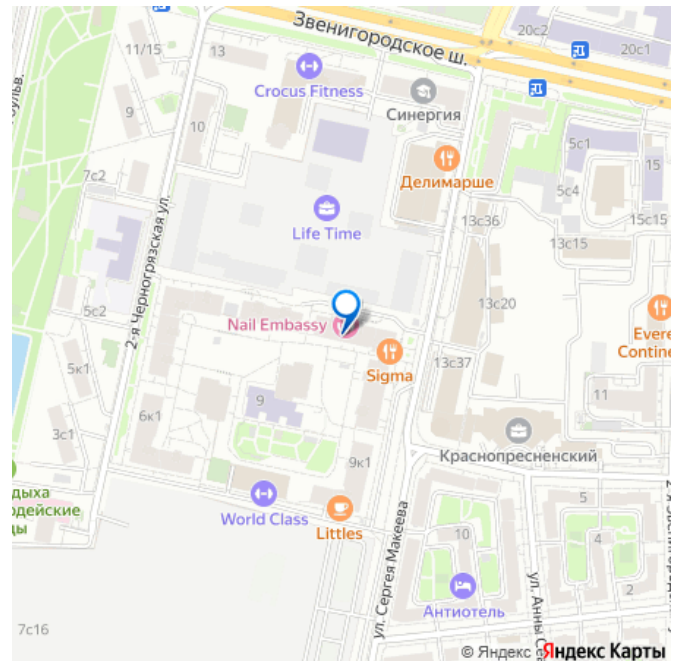 Звенигородское ш.
20с2
20с1
11/15
13
Crocus Fitness
Синергия
9
10
5с1
15
Делимарше
7с2
5с4
13с36
15с15
13с15
Life Time
2-я Черногрязская ул.
13с20
5с2
Nail Embassy
Sigma
13с37
5к1
9
11
6к1
3с1
9к1
Краснопресненский
World Class
Littles
5
10
4
2
ул. Сергея Макеева
Антиотель
7с16
© Яндекс
Яндекс Карты